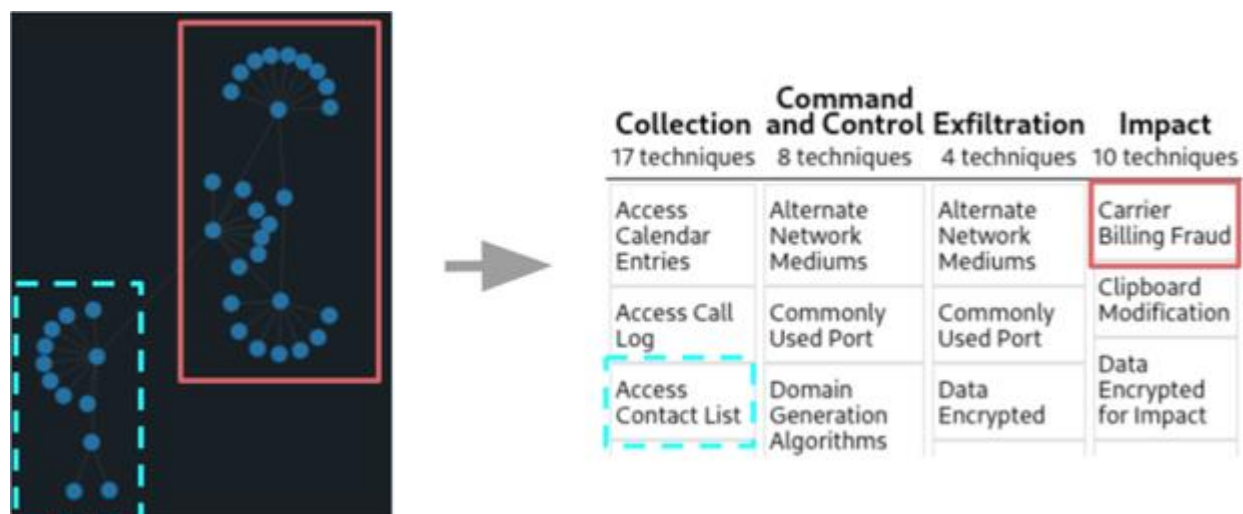 Collection
17 techniques
Access
Calendar
Entries
Access Call
Log
Access
Contact List
Command
and Control
8 techniques
Alternate
Network
Mediums
Commonly
Used Port
Domain
Generation
Algorithms
Exfiltration
4 techniques
Alternate
Network
Mediums
Commonly
Used Port
Data
Encrypted
Impact
10 techniques
Carrier
Billing Fraud
Clipboard
Modification
Data
Encrypted
for Impact